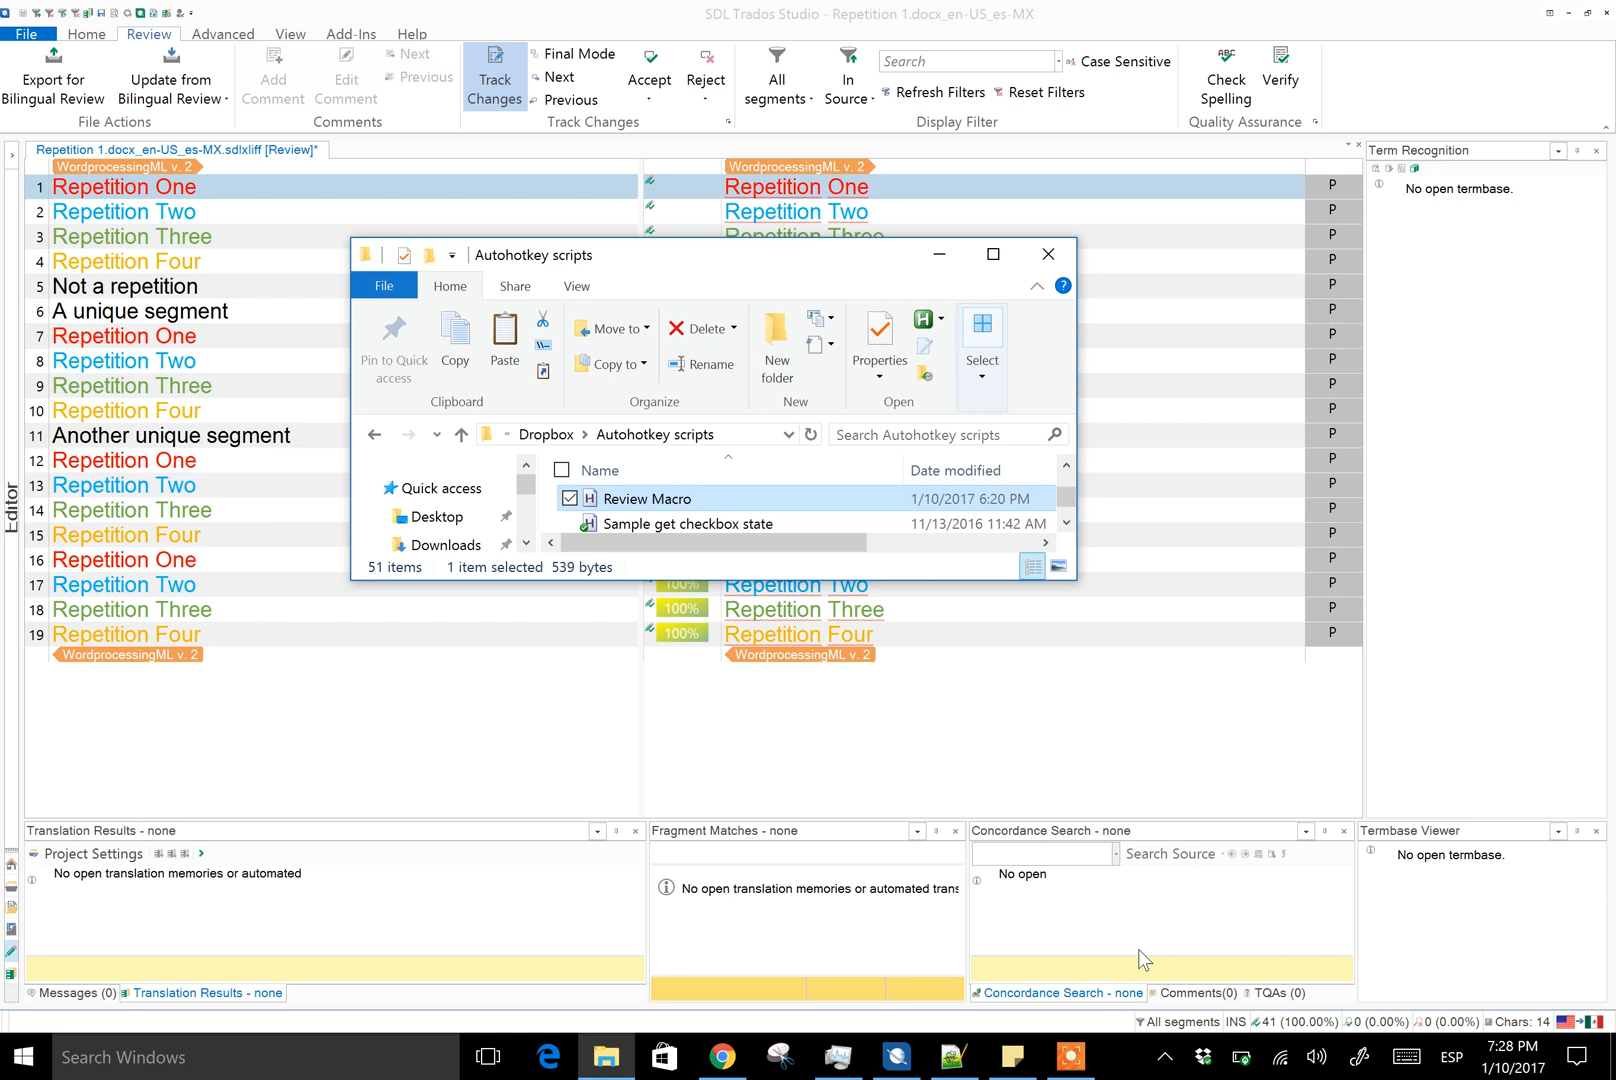 SDL Trados Studio - Repetition 1.docx_en-US_es-MX
File Home Review Advanced View Add-Ins Help
Export for Bilingual Review
Update from Bilingual Review
File Actions
Add Comment
Edit Comment
Next
Previous
Comments
Track Changes
Final Mode
Next
Previous
Accept
Reject
Track Changes
All segments
In Source
Search
Case Sensitive
Refresh Filters
Reset Filters
Display Filter
ABC
Check Spelling
Verify
Quality Assurance
Editor
Repetition 1.docx_en-US_es-MX.sdlxliff [Review]*
WordprocessingML v. 2 WordprocessingML v. 2
1 Repetition One Repetition One P
2 Repetition Two Repetition Two P
3 Repetition Three Repetition Three P
4 Repetition Four P
5 Not a repetition P
6 A unique segment P
7 Repetition One P
8 Repetition Two P
9 Repetition Three P
10 Repetition Four P
11 Another unique segment P
12 Repetition One P
13 Repetition Two P
14 Repetition Three P
15 Repetition Four P
16 Repetition One P
17 Repetition Two 100% Repetition Two P
18 Repetition Three 100% Repetition Three P
19 Repetition Four 100% Repetition Four P
WordprocessingML v. 2 WordprocessingML v. 2
Term Recognition
No open termbase.
Autohotkey scripts
File Home Share View
Pin to Quick access
Copy
Paste
Clipboard
Move to
Copy to
Delete
Rename
Organize
New folder
New
Properties
Open
Select
« Dropbox > Autohotkey scripts
Search Autohotkey scripts
Quick access
Desktop
Downloads
Name Date modified
Review Macro 1/10/2017 6:20 PM
Sample get checkbox state 11/13/2016 11:42 AM
51 items 1 item selected 539 bytes
Translation Results - none
Project Settings
No open translation memories or automated
Messages (0) Translation Results - none
Fragment Matches - none
No open translation memories or automated trans
Concordance Search - none
Search Source
No open
Concordance Search - none Comments(0) TQAs (0)
Termbase Viewer
No open termbase.
All segments INS 41 (100.00%) 0 (0.00%) 0 (0.00%) Chars: 14
Search Windows
ESP
7:28 PM
1/10/2017